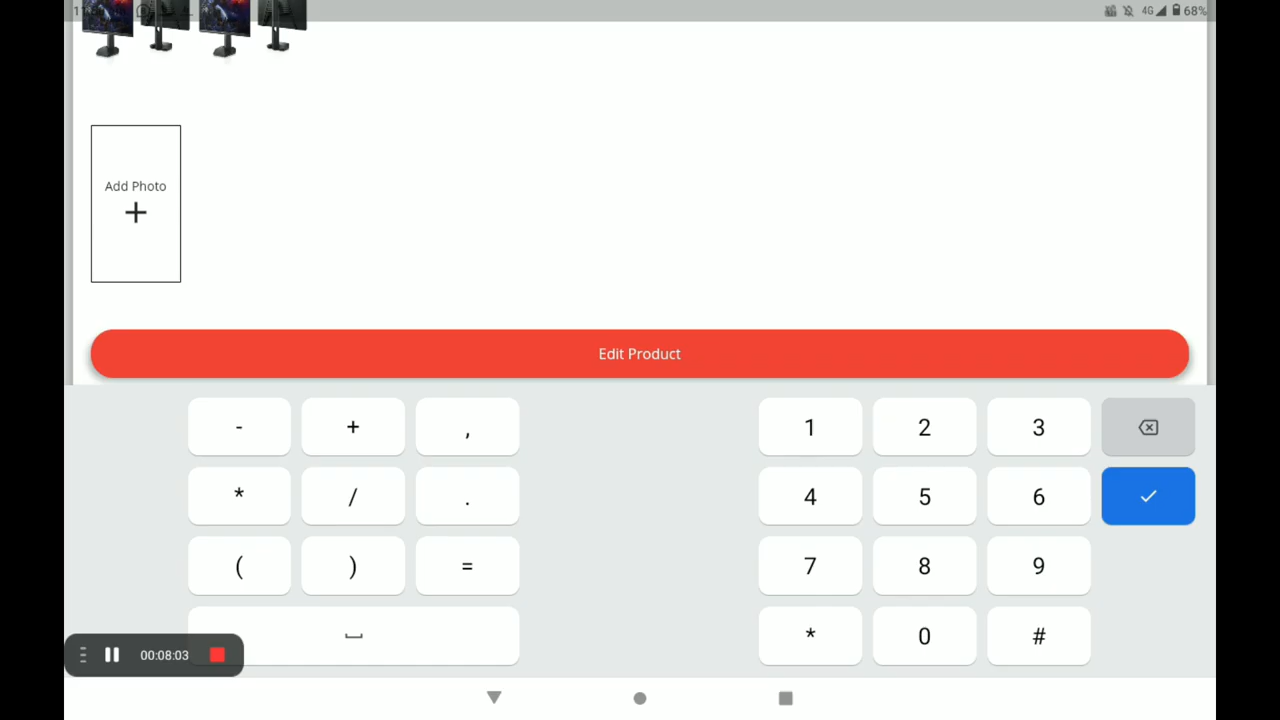 4G 68%
Add Photo
+
Edit Product
- + , 1 2 3
* / . 4 5 6
( ) = 7 8 9
* 0 #
00:08:03